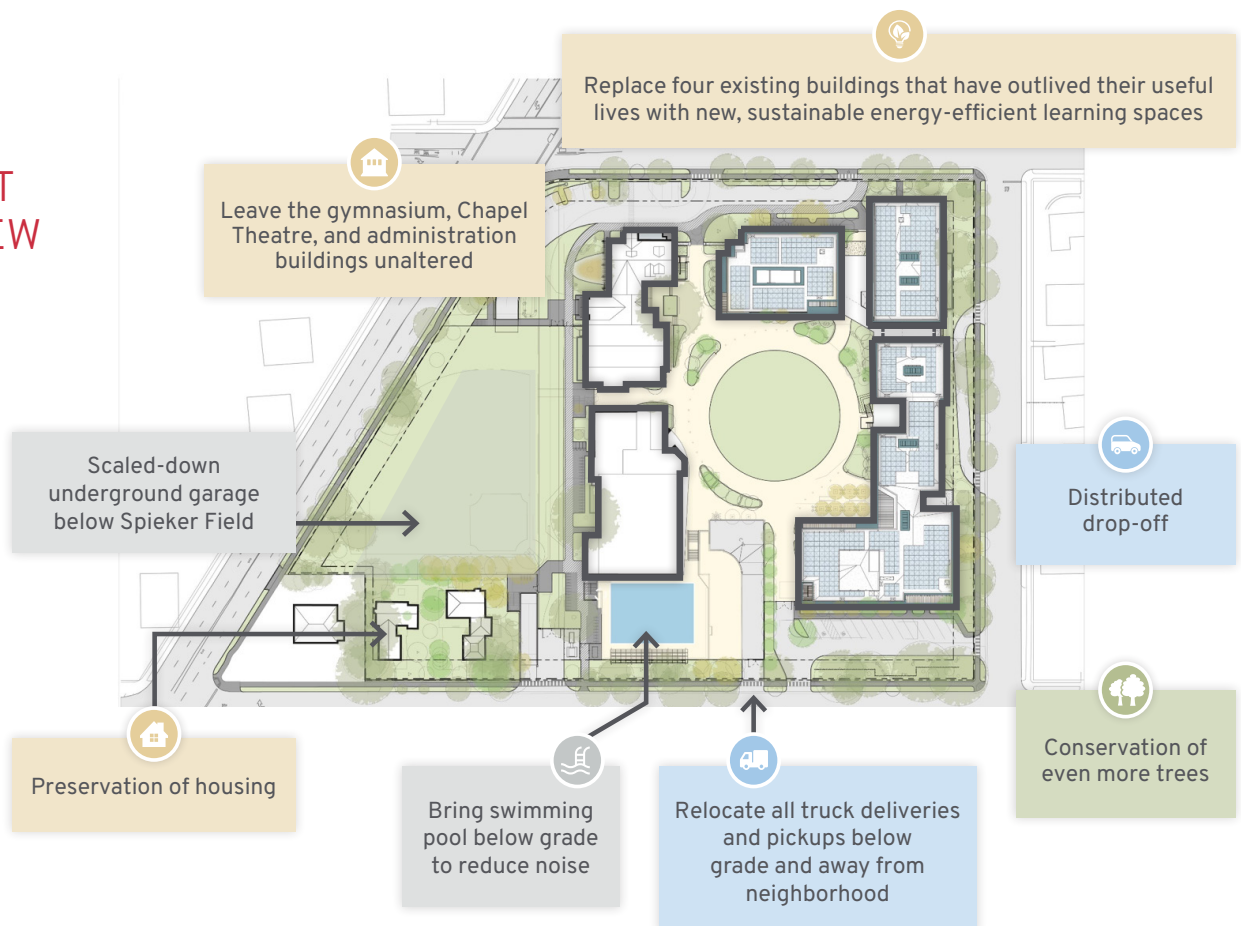 Replace four existing buildings that have outlived their useful
lives with new, sustainable energy-efficient learning spaces
Leave the gymnasium, Chapel
Theatre, and administration
buildings unaltered
Scaled-down
underground garage
below Spieker Field
Distributed
drop-off
Preservation of housing
Bring swimming
pool below grade
to reduce noise
Relocate all truck deliveries
and pickups below
grade and away from
neighborhood
Conservation of
even more trees